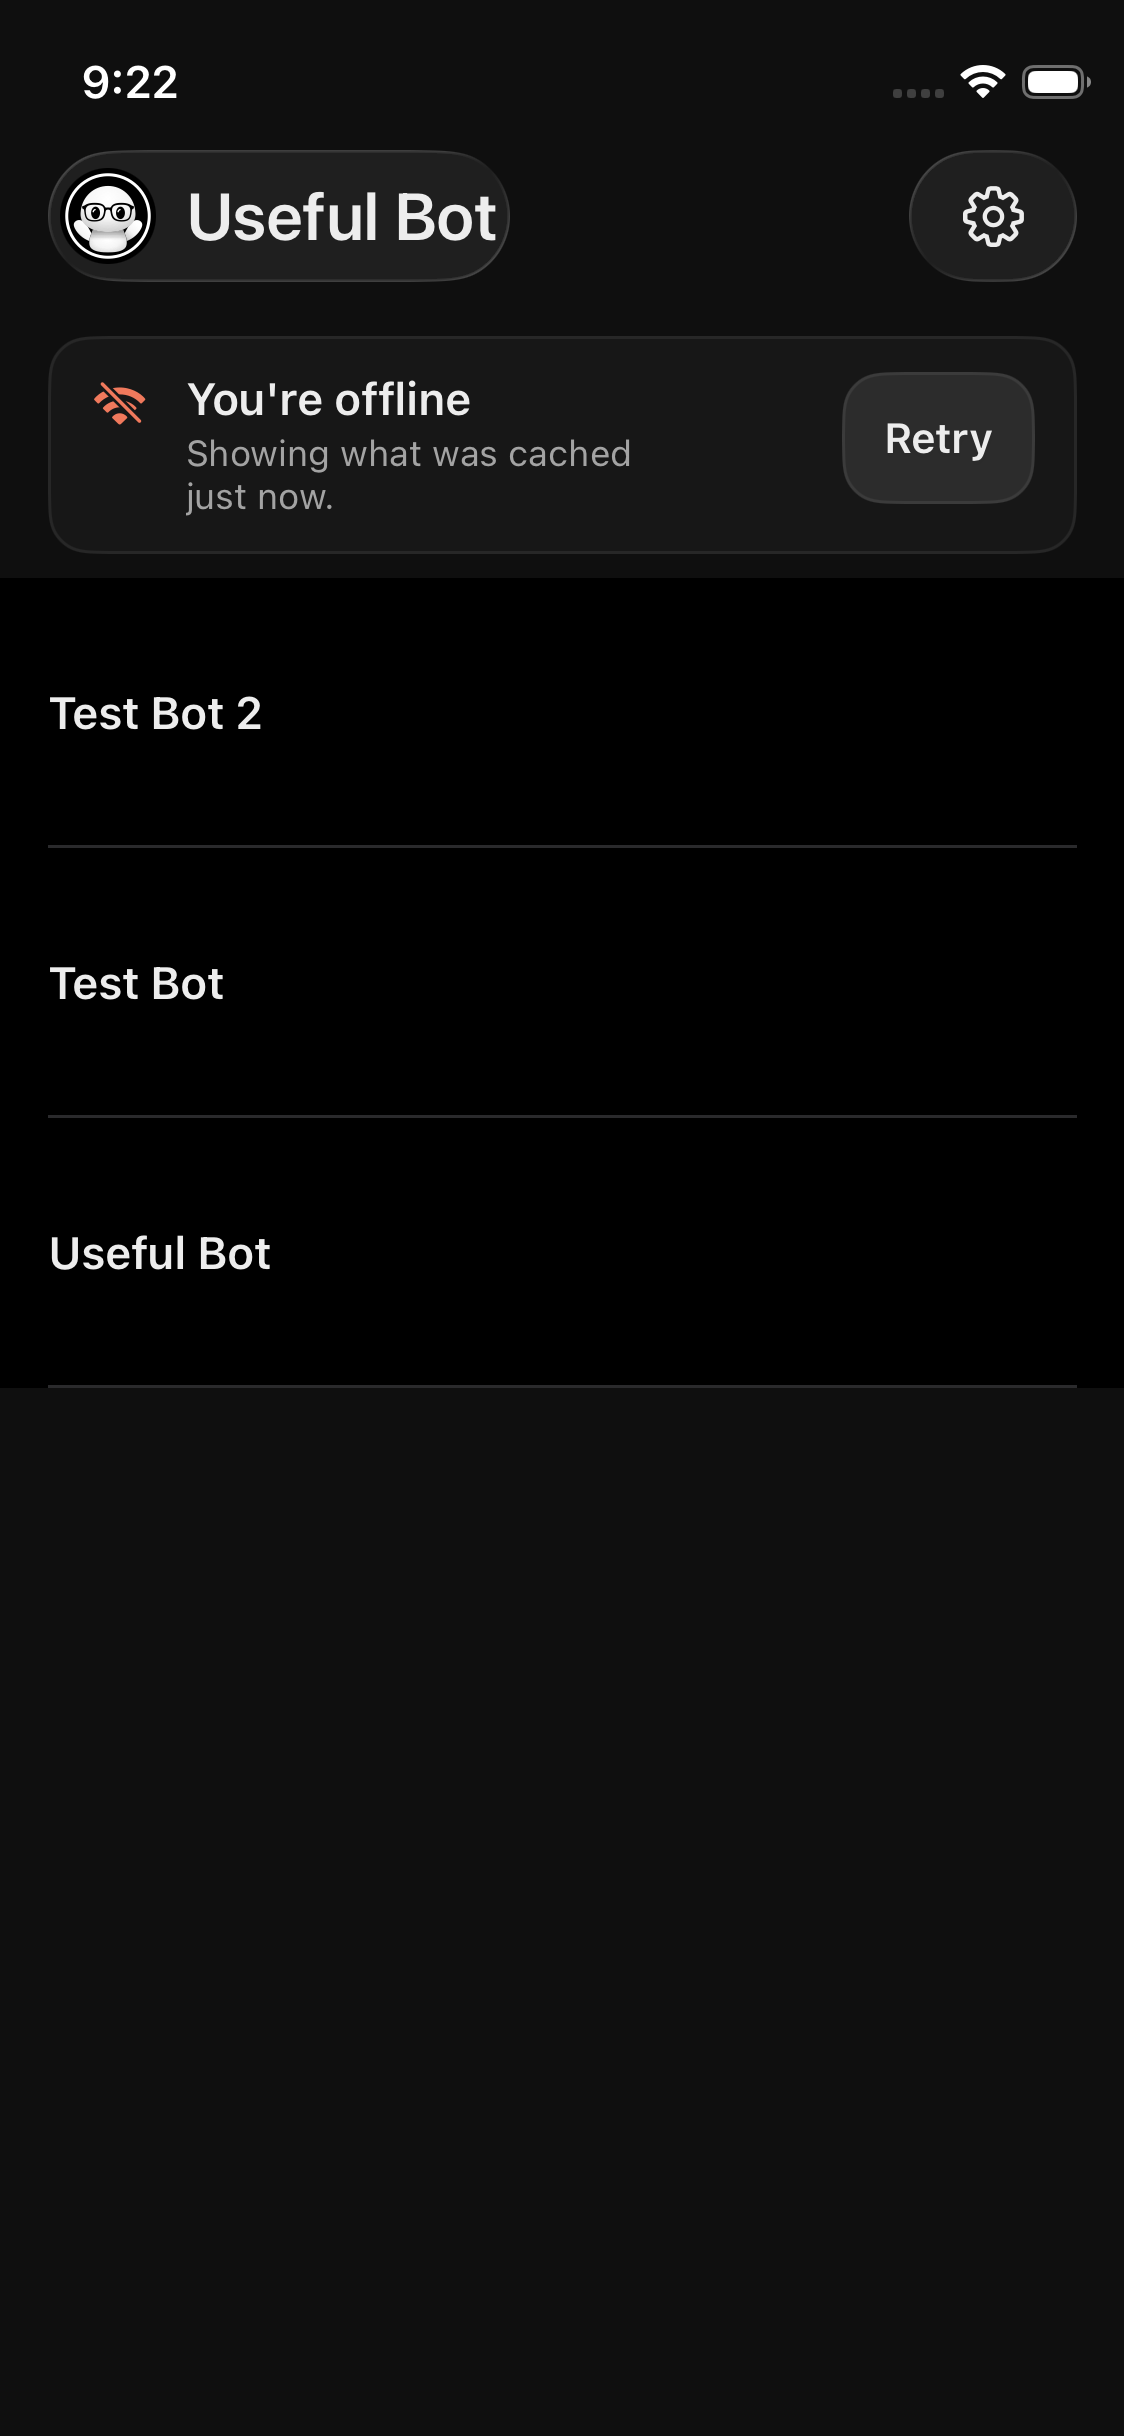 9:22
Useful Bot
You're offline
Showing what was cached
just now.
Retry
Test Bot 2
Test Bot
Useful Bot